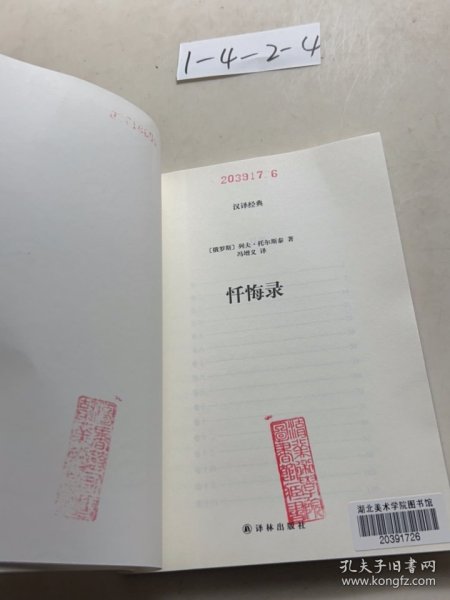 1-4-2-4
203917 6
汉译经典
〔俄罗斯〕列夫·托尔斯泰 著
冯增义 译
忏悔录
译林出版社
湖北美术学院图书馆
20391726
孔夫子旧书网
www.kongfz.com